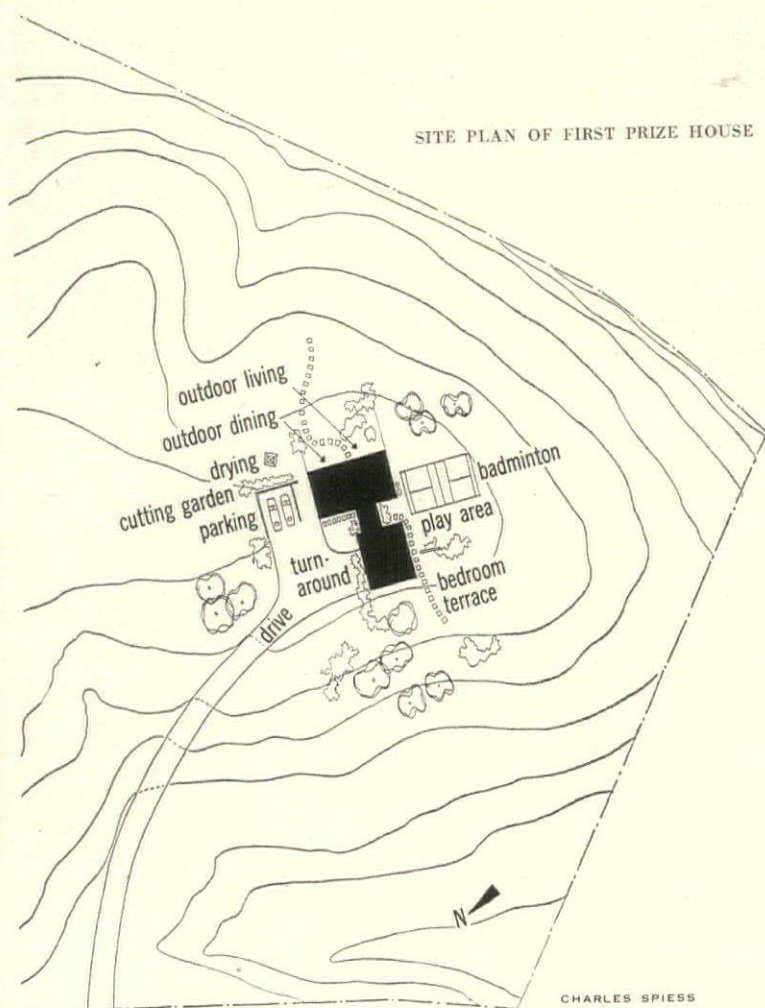 SITE PLAN OF FIRST PRIZE HOUSE
outdoor living
outdoor dining
drying
cutting garden
parking
badminton
play area
turn-
around
bedroom
terrace
drive
N
CHARLES SPIESS